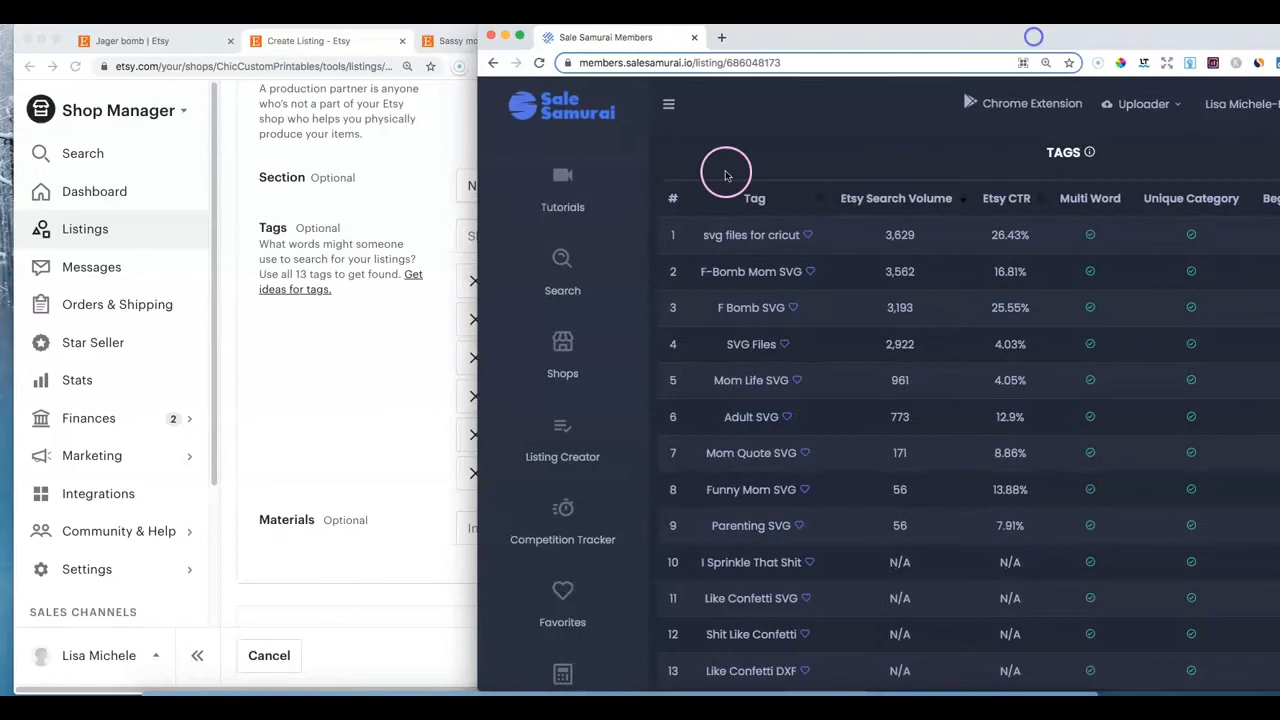 Jager bomb | Etsy
Create Listing - Etsy
Sassy mo
Sale Samurai Members
etsy.com/your/shops/ChicCustomPrintables/tools/listings/...
members.salesamurai.io/listing/686048173
Shop Manager
Search
Dashboard
Listings
Messages
Orders & Shipping
Star Seller
Stats
Finances 2
Marketing
Integrations
Community & Help
Settings
SALES CHANNELS
Lisa Michele
A production partner is anyone
who's not a part of your Etsy
shop who helps you physically
produce your items.
Section Optional
N
Tags Optional
What words might someone
use to search for your listings?
Use all 13 tags to get found. Get
ideas for tags.
Materials Optional
In
Cancel
Sale
Samurai
Tutorials
Search
Shops
Listing Creator
Competition Tracker
Favorites
Chrome Extension
Uploader
Lisa Michele-
TAGS
# Tag Etsy Search Volume Etsy CTR Multi Word Unique Category Beg
1 svg files for cricut 3,629 26.43%
2 F-Bomb Mom SVG 3,562 16.81%
3 F Bomb SVG 3,193 25.55%
4 SVG Files 2,922 4.03%
5 Mom Life SVG 961 4.05%
6 Adult SVG 773 12.9%
7 Mom Quote SVG 171 8.86%
8 Funny Mom SVG 56 13.88%
9 Parenting SVG 56 7.91%
10 I Sprinkle That Shit N/A N/A
11 Like Confetti SVG N/A N/A
12 Shit Like Confetti N/A N/A
13 Like Confetti DXF N/A N/A